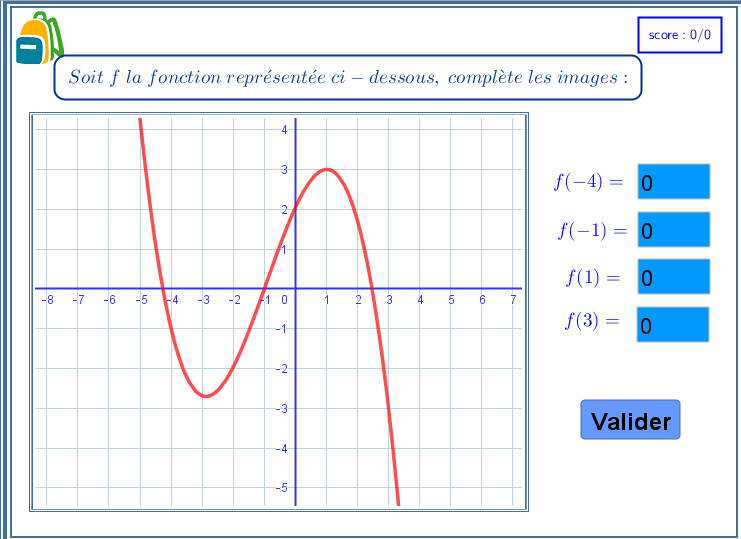 score : 0/0
Soit f la fonction représentée ci – dessous, complète les images :
4
3
2
1
-8 -7 -6 -5 -4 -3 -2 -1 0 1 2 3 4 5 6 7
-1
-2
-3
-4
-5
f(−4) = 0
f(−1) = 0
f(1) = 0
f(3) = 0
Valider